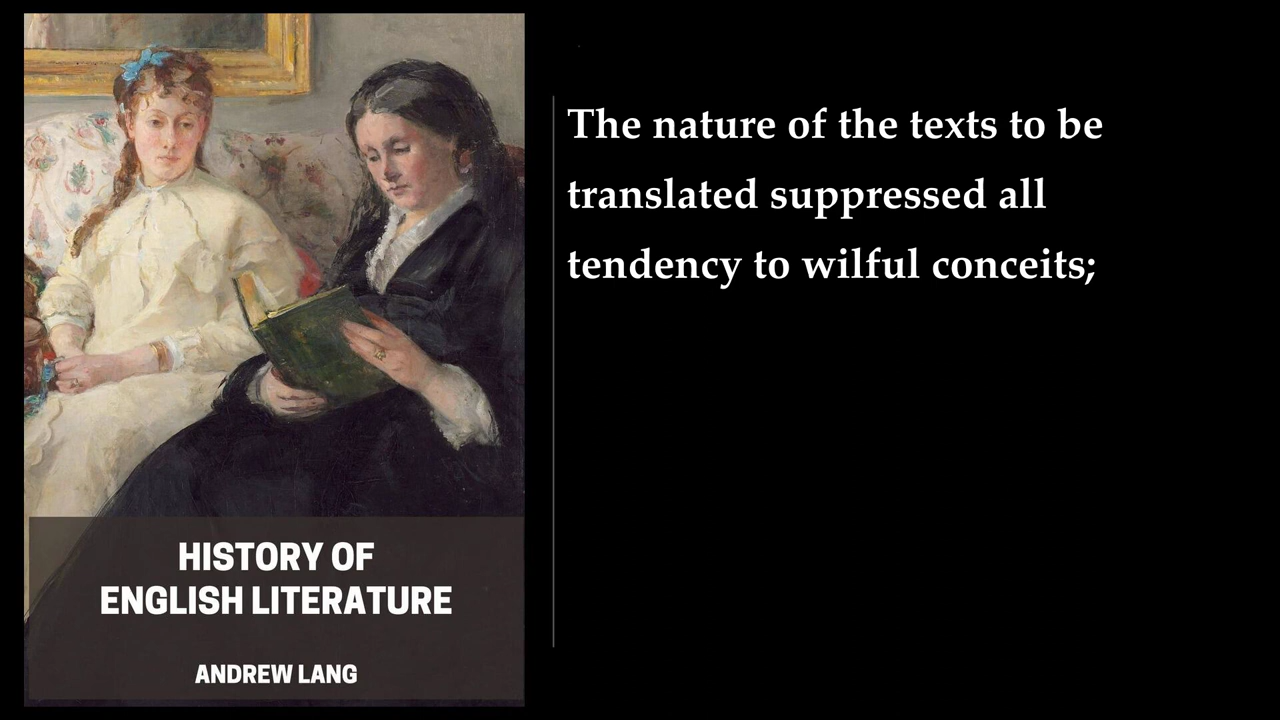 HISTORY OF
ENGLISH LITERATURE
ANDREW LANG
The nature of the texts to be
translated suppressed all
tendency to wilful conceits;